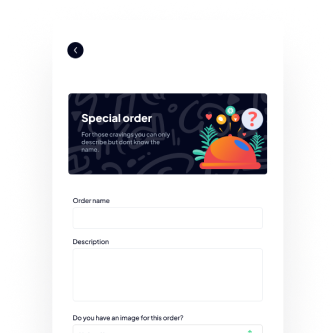 Special order
For those cravings you can only
describe but dont know the
name.
?
Order name
Description
Do you have an image for this order?